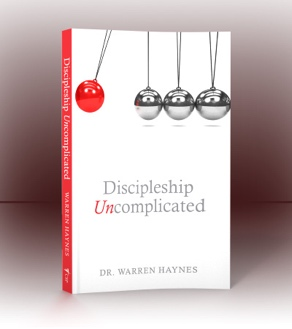 Discipleship Uncomplicated
WARREN HAYNES
Discipleship
Uncomplicated
DR. WARREN HAYNES